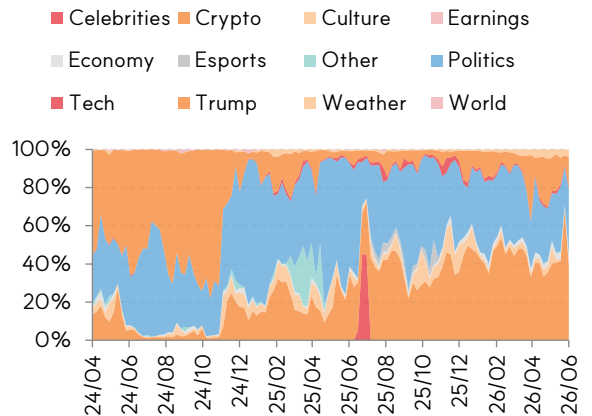 Celebrities Crypto Culture Earnings
Economy Esports Other Politics
Tech Trump Weather World
100%
80%
60%
40%
20%
0%
24/04 24/06 24/08 24/10 24/12 25/02 25/04 25/06 25/08 25/10 25/12 26/02 26/04 26/06